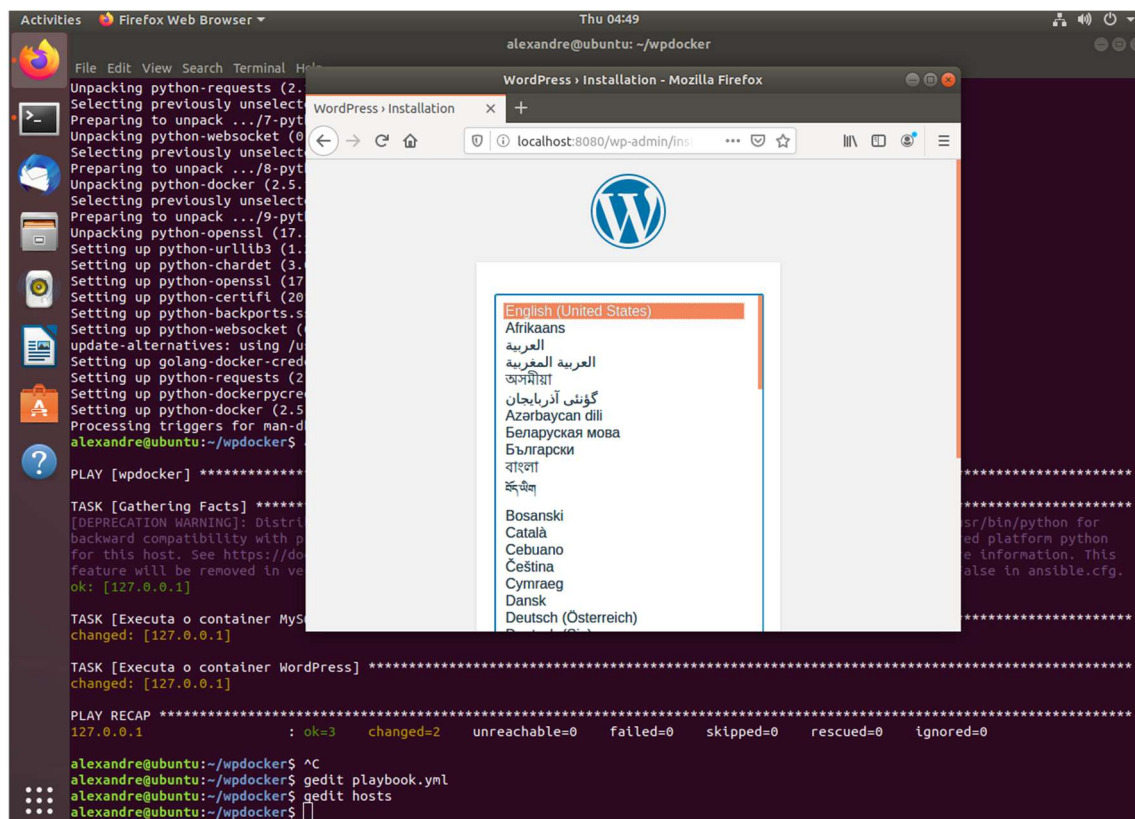 Activities Firefox Web Browser Thu 04:49
alexandre@ubuntu: ~/wpdocker
File Edit View Search Terminal
Unpacking python-requests (2.
Selecting previously unselect
Preparing to unpack .../7-pyt
Unpacking python-websocket (0
Selecting previously unselect
Preparing to unpack .../8-pyt
Unpacking python-docker (2.5.
Selecting previously unselect
Preparing to unpack .../9-pyt
Unpacking python-openssl (17.
Setting up python-urllib3 (1.
Setting up python-chardet (3.
Setting up python-openssl (17
Setting up python-certifi (20
Setting up python-backports.s
Setting up python-websocket (
update-alternatives: using /u
Setting up golang-docker-cred
Setting up python-requests (2
Setting up python-dockerpycre
Setting up python-docker (2.5
Processing triggers for man-d
alexandre@ubuntu:~/wpdocker$ .
PLAY [wpdocker] *************
TASK [Gathering Facts] ******
[DEPRECATION WARNING]: Distri
sr/bin/python for
backward compatibility with p
ed platform python
for this host. See https://do
e information. This
feature will be removed in ve
alse in ansible.cfg.
ok: [127.0.0.1]
TASK [Executa o container MyS
changed: [127.0.0.1]
TASK [Executa o container WordPress] ****************************************************************************************
changed: [127.0.0.1]
PLAY RECAP ****************************************************************************************************************
127.0.0.1 : ok=3 changed=2 unreachable=0 failed=0 skipped=0 rescued=0 ignored=0
alexandre@ubuntu:~/wpdocker$ ^C
alexandre@ubuntu:~/wpdocker$ gedit playbook.yml
alexandre@ubuntu:~/wpdocker$ gedit hosts
alexandre@ubuntu:~/wpdocker$
WordPress › Installation - Mozilla Firefox
WordPress › Installation
localhost:8080/wp-admin/ins
English (United States)
Afrikaans
العربية
العربية المغربية
অসমীয়া
گؤنئی آذربایجان
Azərbaycan dili
Беларуская мова
Български
বাংলা
བོད་ཡིག
Bosanski
Català
Cebuano
Čeština
Cymraeg
Dansk
Deutsch (Österreich)